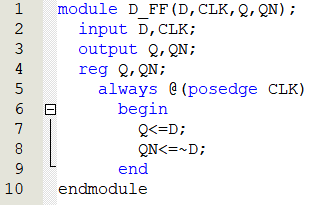 1 module D_FF(D,CLK,Q,QN);
2 input D,CLK;
3 output Q,QN;
4 reg Q,QN;
5 always @(posedge CLK)
6 begin
7 Q<=D;
8 QN<=~D;
9 end
10 endmodule